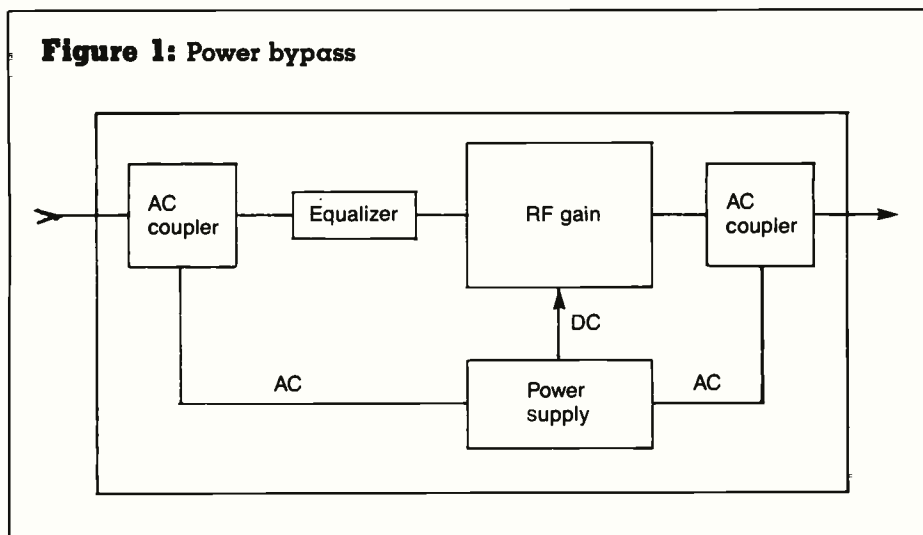 Figure 1: Power bypass
AC
coupler
Equalizer
RF gain
AC
coupler
DC
AC
Power
supply
AC